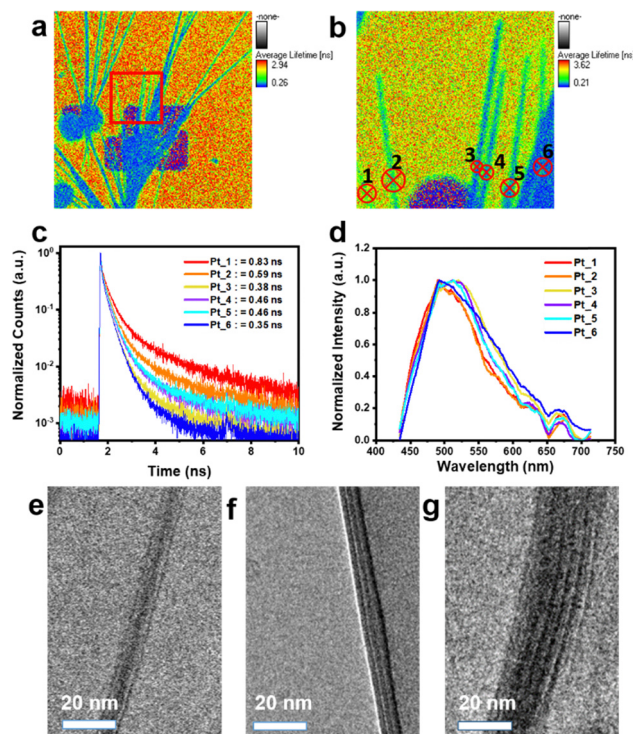 a
-none-
Average Lifetime [ns]
2.94
0.26
b
-none-
Average Lifetime [ns]
3.62
0.21
1
2
3
4
5
6
c
Normalized Counts (a.u.)
10⁰
10⁻¹
10⁻²
10⁻³
Pt_1 : = 0.83 ns
Pt_2 : = 0.59 ns
Pt_3 : = 0.38 ns
Pt_4 : = 0.46 ns
Pt_5 : = 0.46 ns
Pt_6 : = 0.35 ns
0 2 4 6 8 10
Time (ns)
d
Normalized Intensity (a.u.)
1.0
0.8
0.6
0.4
0.2
0.0
Pt_1
Pt_2
Pt_3
Pt_4
Pt_5
Pt_6
400 450 500 550 600 650 700 750
Wavelength (nm)
e
20 nm
f
20 nm
g
20 nm